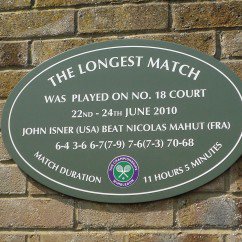 THE LONGEST MATCH
WAS PLAYED ON NO. 18 COURT
22ND - 24TH JUNE 2010
JOHN ISNER (USA) BEAT NICOLAS MAHUT (FRA)
6-4 3-6 6-7(7-9) 7-6(7-3) 70-68
MATCH DURATION
11 HOURS 5 MINUTES